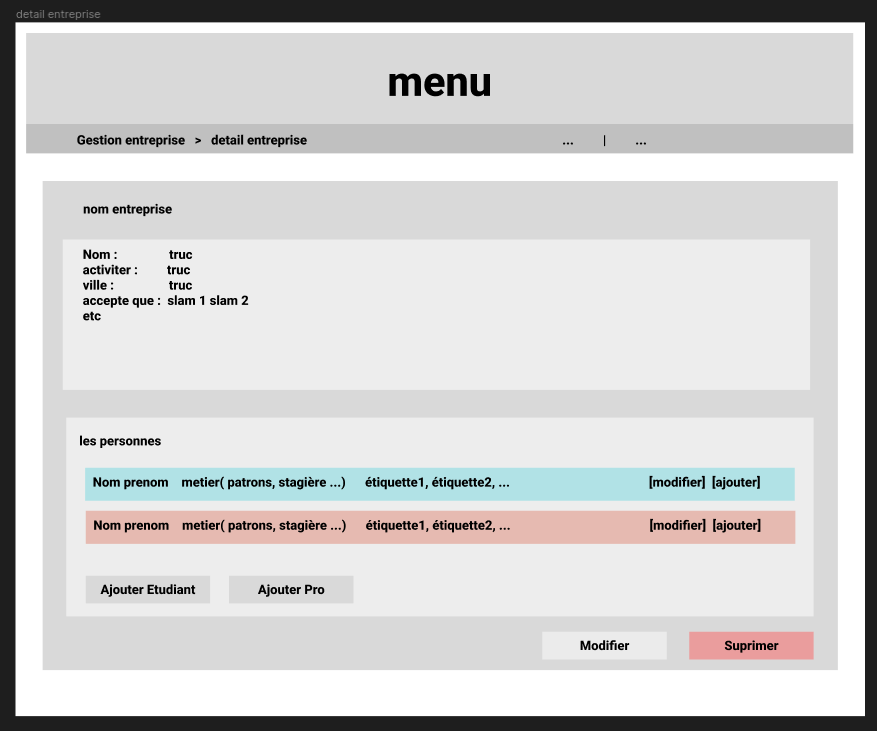 detail entreprise
menu
Gestion entreprise > detail entreprise ... | ...
nom entreprise
Nom : truc
activiter : truc
ville : truc
accepte que : slam 1 slam 2
etc
les personnes
Nom prenom metier( patrons, stagière ...) étiquette1, étiquette2, ... [modifier] [ajouter]
Nom prenom metier( patrons, stagière ...) étiquette1, étiquette2, ... [modifier] [ajouter]
Ajouter Etudiant Ajouter Pro
Modifier Suprimer